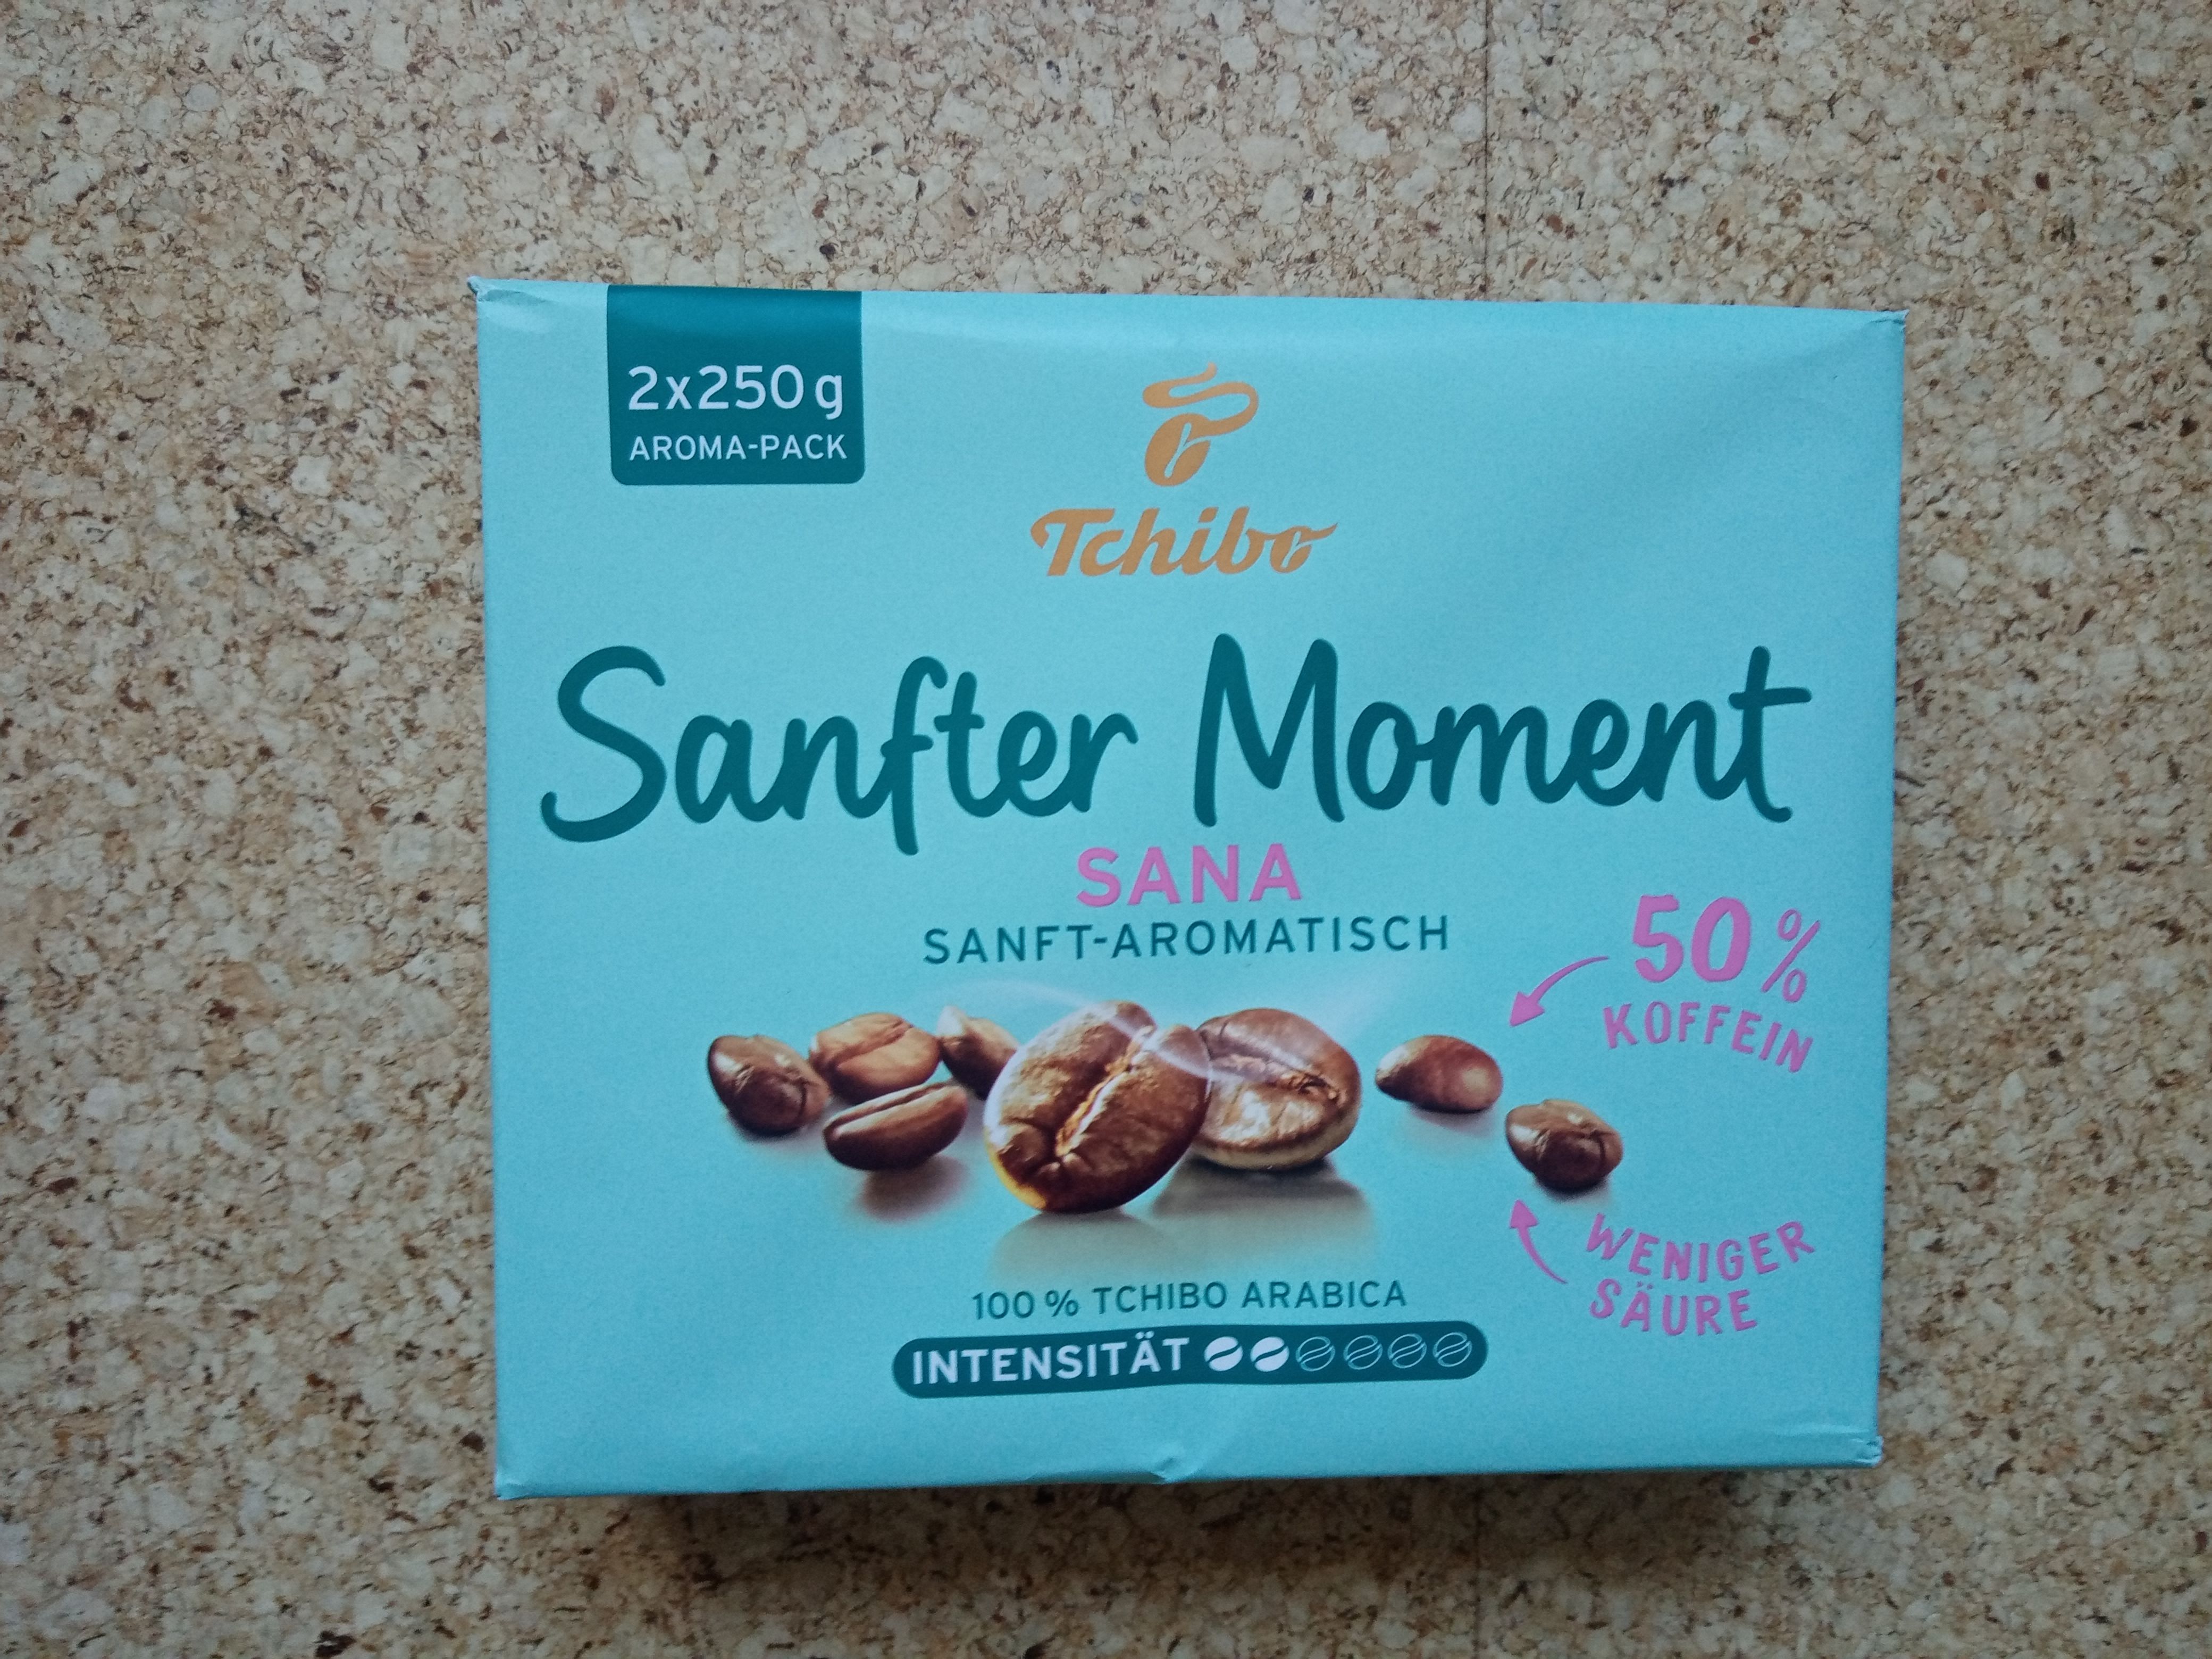 2x250g
AROMA-PACK
Tchibo
Sanfter Moment
SANA
SANFT-AROMATISCH
50%
KOFFEIN
WENIGER
SÄURE
100% TCHIBO ARABICA
INTENSITÄT